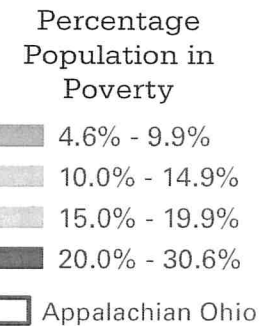 Percentage
Population in
Poverty
4.6% - 9.9%
10.0% - 14.9%
15.0% - 19.9%
20.0% - 30.6%
Appalachian Ohio